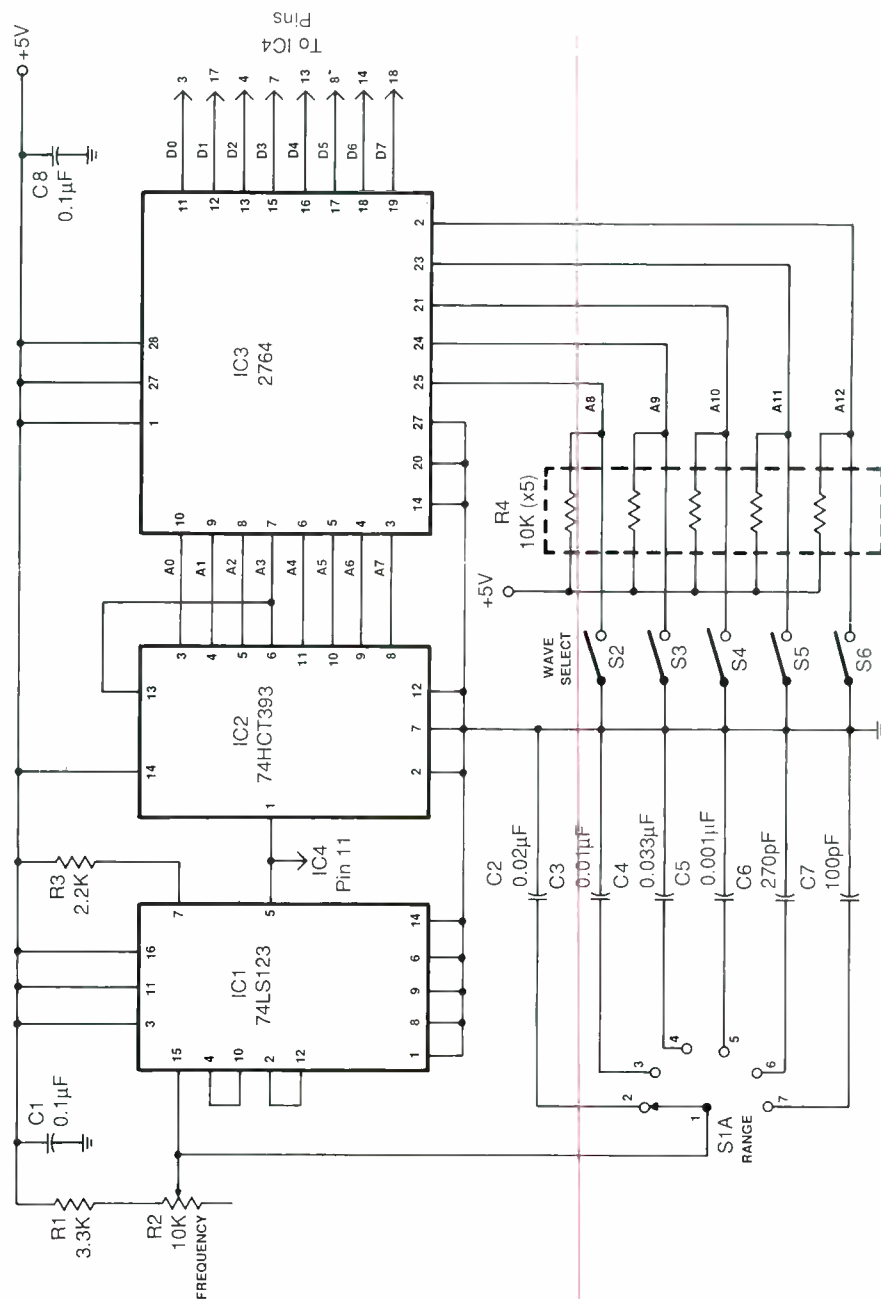 +5V
C8
0.1µF
C1
0.1µF
R1
3.3K
R2
10K
FREQUENCY
R3
2.2K
IC1
74LS123
3
11
16
7
15
4
10
2
12
5
1
8
9
6
14
IC4
Pin 11
IC2
74HCT393
14
13
1
3
4
5
6
11
10
9
8
2
7
12
A0
A1
A2
A3
A4
A5
A6
A7
IC3
2764
1
27
28
10
9
8
7
6
5
4
3
14
20
27
25
24
21
23
2
11
12
13
15
16
17
18
19
D0
D1
D2
D3
D4
D5
D6
D7
3
17
4
7
13
8
14
18
To IC4
Pins
+5V
R4
10K (x5)
A8
A9
A10
A11
A12
WAVE
SELECT
S2
S3
S4
S5
S6
C2
0.02µF
C3
0.01µF
C4
0.033µF
C5
0.001µF
C6
270pF
C7
100pF
2
3
4
5
6
7
1
S1A
RANGE